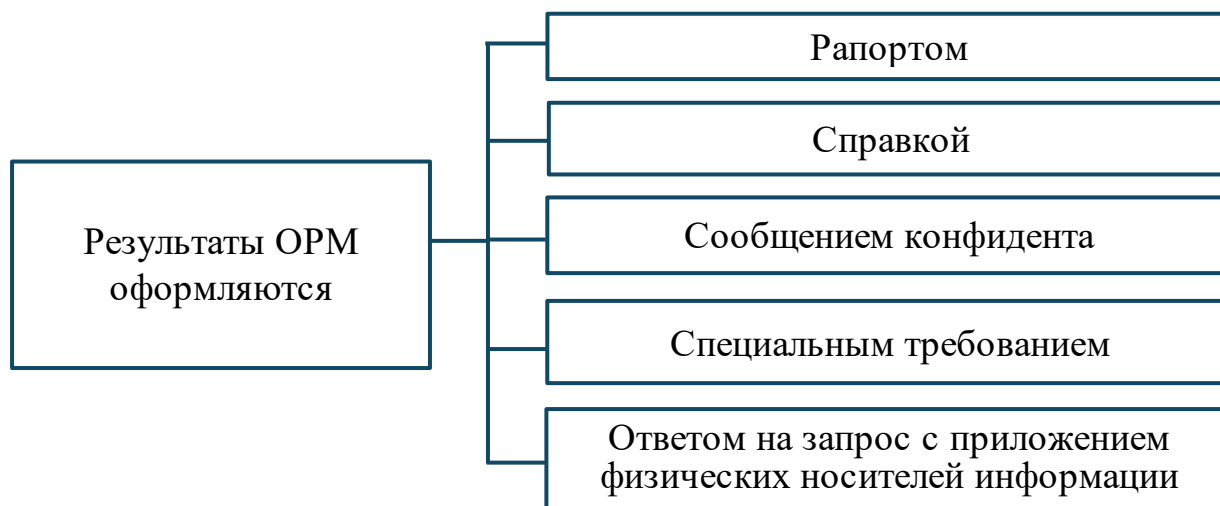 Результаты ОРМ
оформляются
Рапортом
Справкой
Сообщением конфидента
Специальным требованием
Ответом на запрос с приложением
физических носителей информации